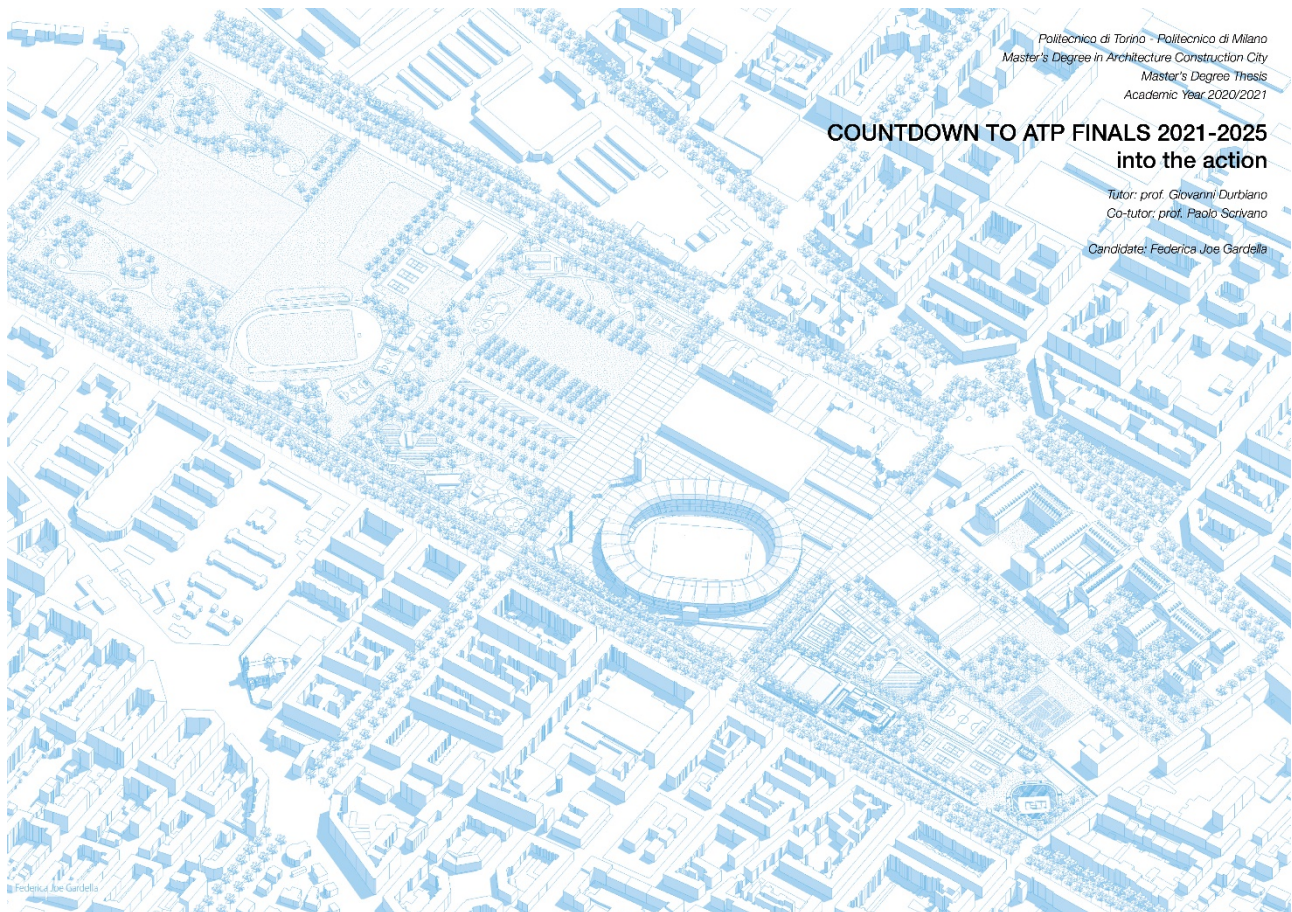 Politecnico di Torino - Politecnico di Milano
Master's Degree in Architecture Construction City
Master's Degree Thesis
Academic Year 2020/2021
COUNTDOWN TO ATP FINALS 2021-2025
into the action
Tutor: prof. Giovanni Durbiano
Co-tutor: prof. Paolo Scrivano
Candidate: Federica Joe Gardella
Federica Joe Gardella